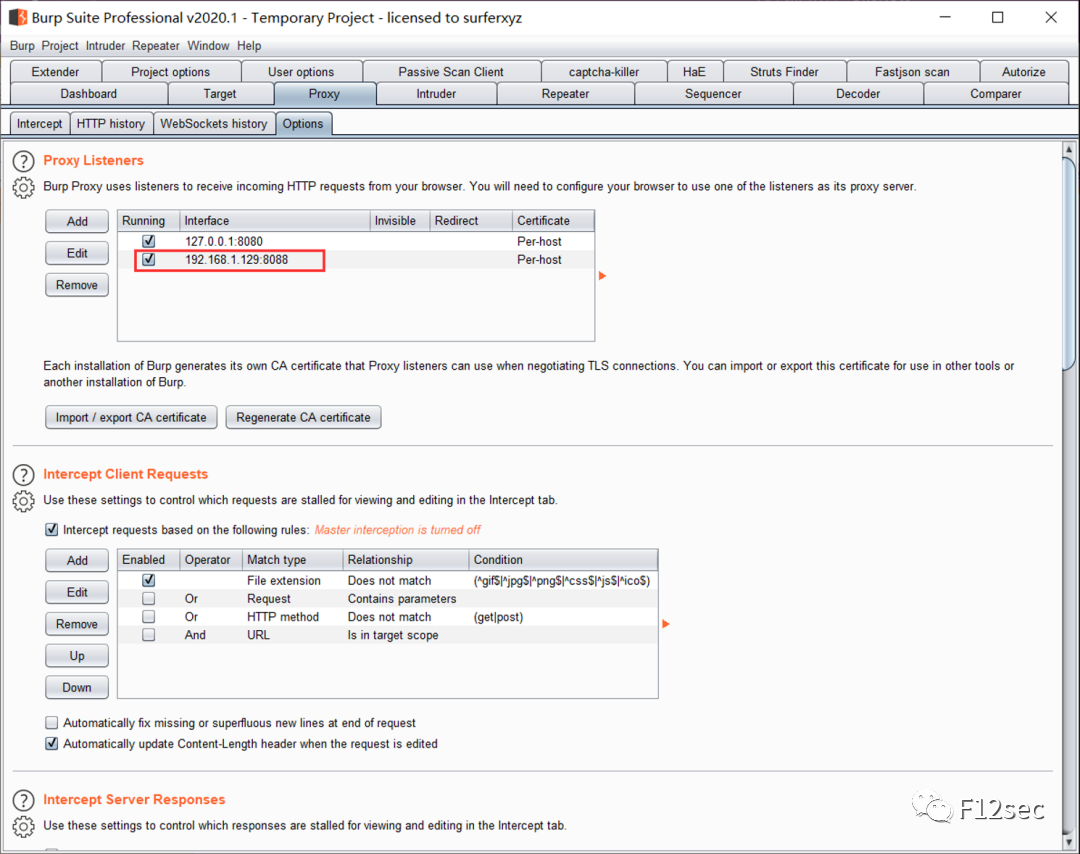 Burp Suite Professional v2020.1 - Temporary Project - licensed to surferxyz
Burp Project Intruder Repeater Window Help
Extender Project options User options Passive Scan Client captcha-killer HaE Struts Finder Fastjson scan Autorize
Dashboard Target Proxy Intruder Repeater Sequencer Decoder Comparer
Intercept HTTP history WebSockets history Options
? Proxy Listeners
Burp Proxy uses listeners to receive incoming HTTP requests from your browser. You will need to configure your browser to use one of the listeners as its proxy server.
Add Running Interface Invisible Redirect Certificate
127.0.0.1:8080 Per-host
Edit 192.168.1.129:8088 Per-host
Remove
Each installation of Burp generates its own CA certificate that Proxy listeners can use when negotiating TLS connections. You can import or export this certificate for use in other tools or
another installation of Burp.
Import / export CA certificate Regenerate CA certificate
? Intercept Client Requests
Use these settings to control which requests are stalled for viewing and editing in the Intercept tab.
Intercept requests based on the following rules: Master interception is turned off
Add Enabled Operator Match type Relationship Condition
File extension Does not match (^gif$|^jpg$|^png$|^css$|^js$|^ico$)
Edit Or Request Contains parameters
Remove Or HTTP method Does not match (get|post)
And URL Is in target scope
Up
Down
Automatically fix missing or superfluous new lines at end of request
Automatically update Content-Length header when the request is edited
? Intercept Server Responses
Use these settings to control which responses are stalled for viewing and editing in the Intercept tab.
F12sec